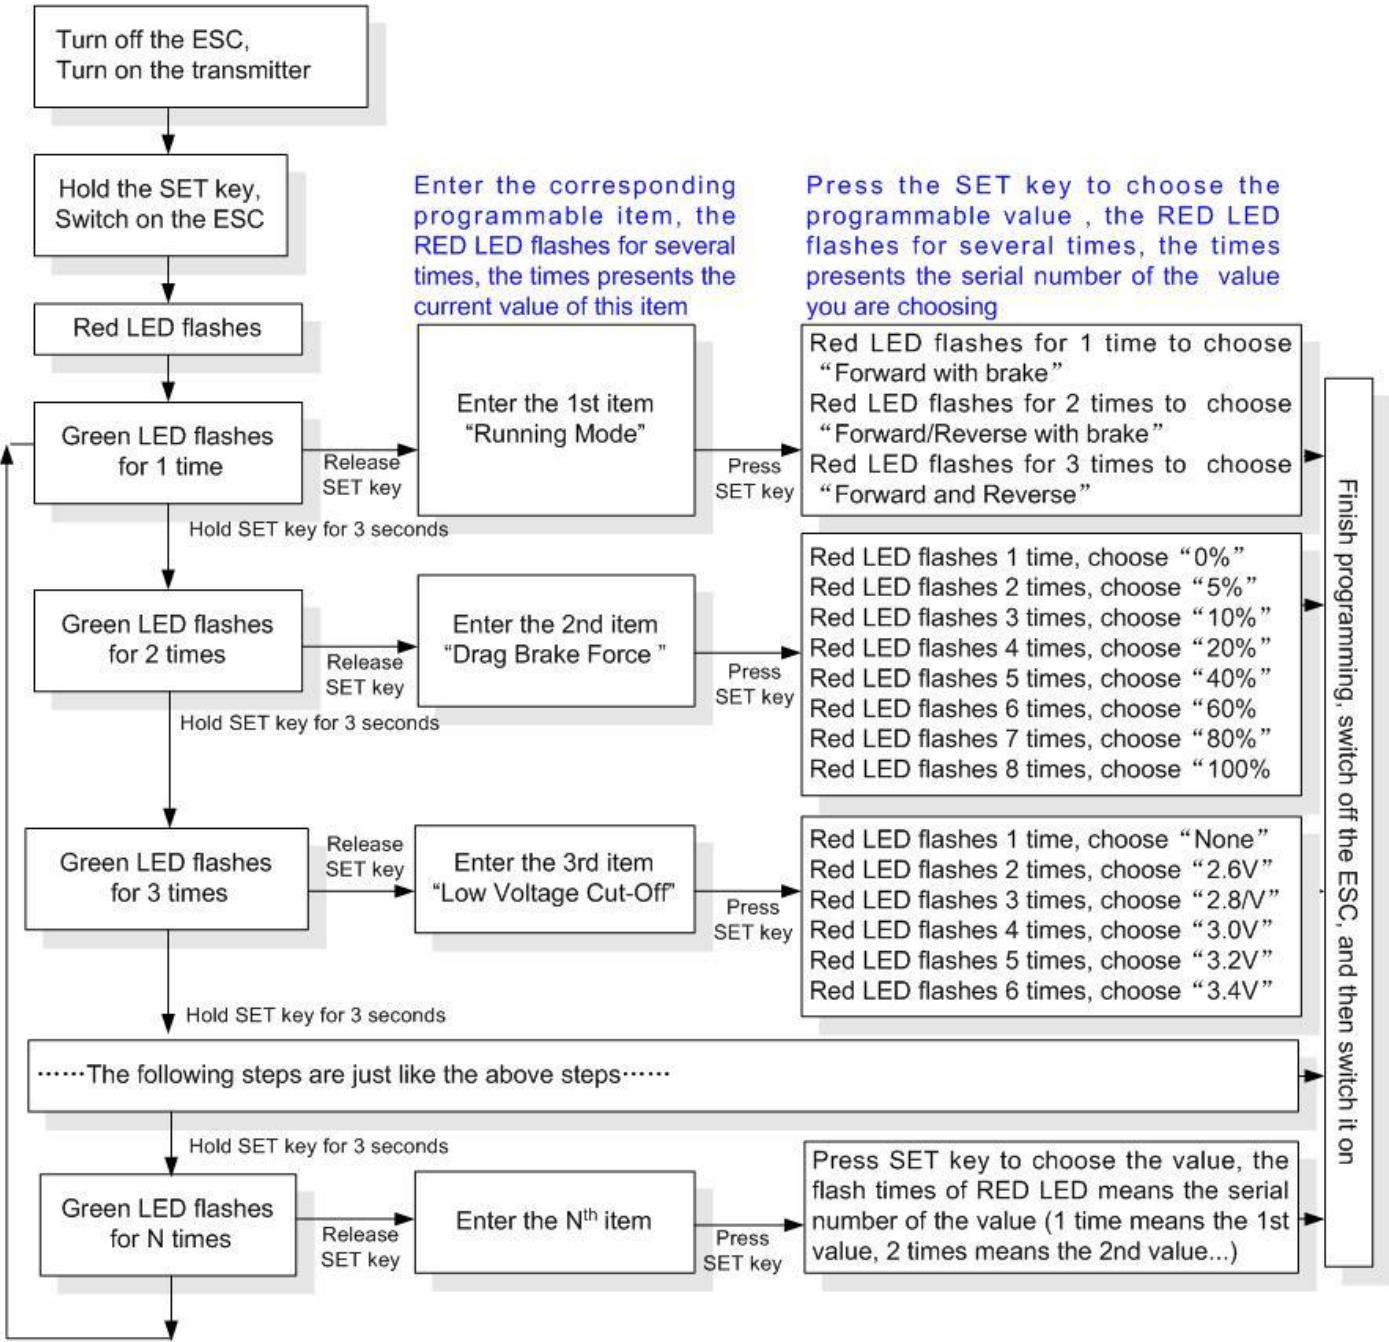 Turn off the ESC,
Turn on the transmitter
Hold the SET key,
Switch on the ESC
Red LED flashes
Enter the corresponding
programmable item, the
RED LED flashes for several
times, the times presents the
current value of this item
Press the SET key to choose the
programmable value , the RED LED
flashes for several times, the times
presents the serial number of the value
you are choosing
Green LED flashes
for 1 time
Release
SET key
Enter the 1st item
“Running Mode”
Press
SET key
Red LED flashes for 1 time to choose
“Forward with brake”
Red LED flashes for 2 times to choose
“Forward/Reverse with brake”
Red LED flashes for 3 times to choose
“Forward and Reverse”
Hold SET key for 3 seconds
Green LED flashes
for 2 times
Release
SET key
Enter the 2nd item
“Drag Brake Force ”
Press
SET key
Red LED flashes 1 time, choose “0%”
Red LED flashes 2 times, choose “5%”
Red LED flashes 3 times, choose “10%”
Red LED flashes 4 times, choose “20%”
Red LED flashes 5 times, choose “40%”
Red LED flashes 6 times, choose “60%
Red LED flashes 7 times, choose “80%”
Red LED flashes 8 times, choose “100%
Hold SET key for 3 seconds
Green LED flashes
for 3 times
Release
SET key
Enter the 3rd item
“Low Voltage Cut-Off”
Press
SET key
Red LED flashes 1 time, choose “None”
Red LED flashes 2 times, choose “2.6V”
Red LED flashes 3 times, choose “2.8/V”
Red LED flashes 4 times, choose “3.0V”
Red LED flashes 5 times, choose “3.2V”
Red LED flashes 6 times, choose “3.4V”
Hold SET key for 3 seconds
······The following steps are just like the above steps······
Hold SET key for 3 seconds
Green LED flashes
for N times
Release
SET key
Enter the Nth item
Press
SET key
Press SET key to choose the value, the
flash times of RED LED means the serial
number of the value (1 time means the 1st
value, 2 times means the 2nd value...)
Finish programming, switch off the ESC, and then switch it on